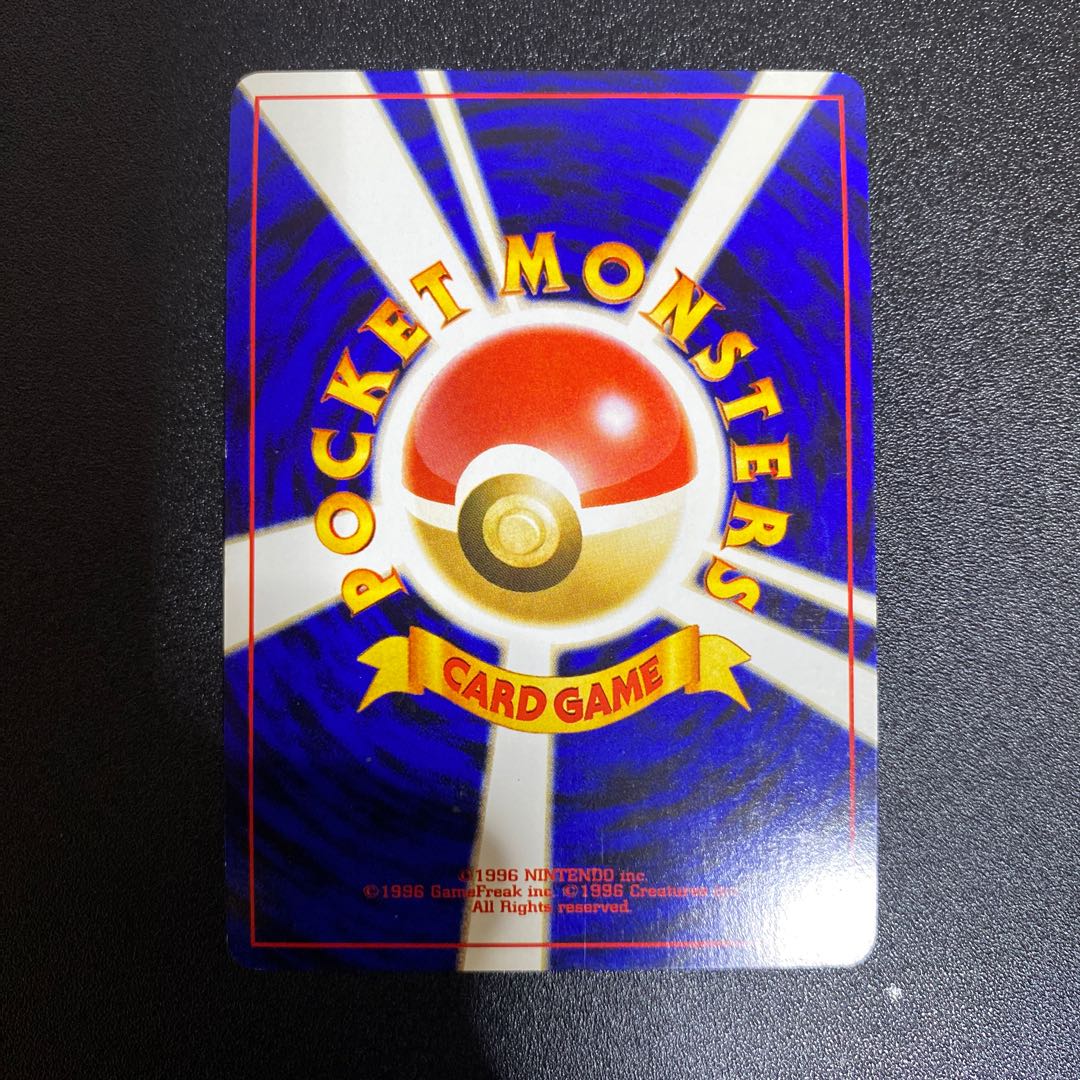 POCKET MONSTERS
CARD GAME
©1996 NINTENDO inc.
©1996 GameFreak inc. ©1996 Creatures inc.
All Rights reserved.